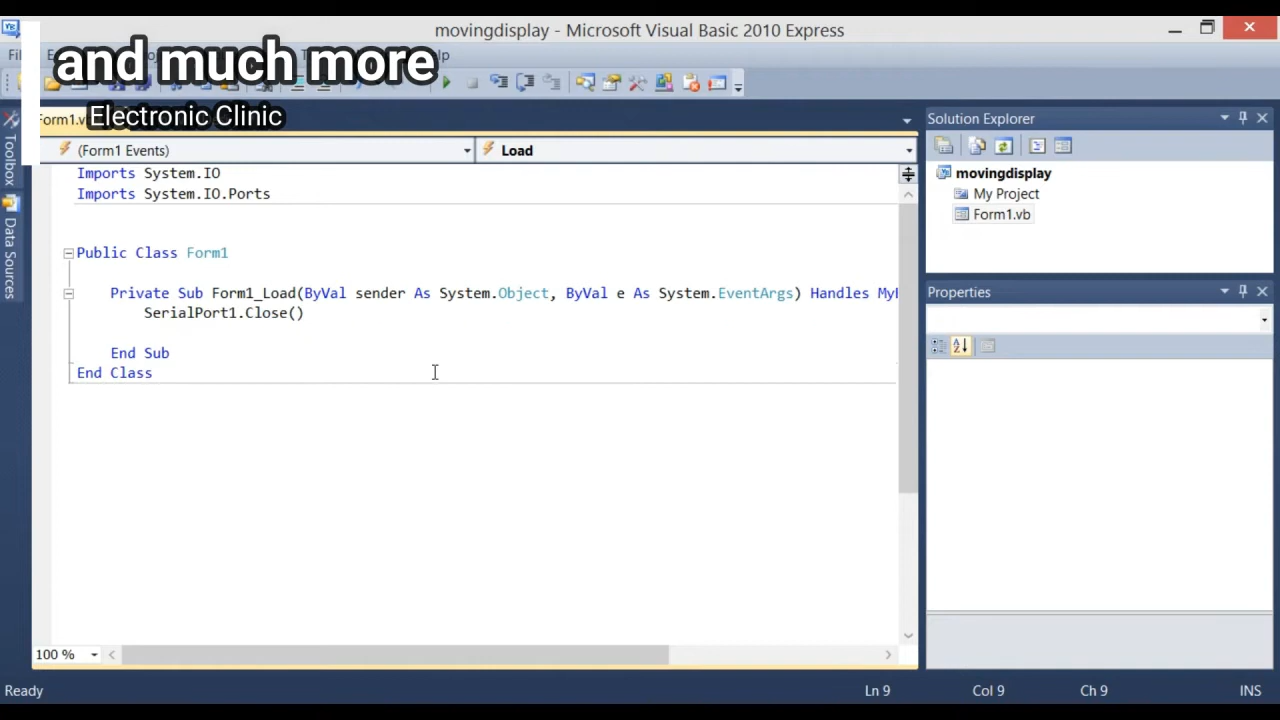 movingdisplay - Microsoft Visual Basic 2010 Express
and much more
Electronic Clinic
Form1.v
(Form1 Events)
Load
Imports System.IO
Imports System.IO.Ports
Public Class Form1
Private Sub Form1_Load(ByVal sender As System.Object, ByVal e As System.EventArgs) Handles
SerialPort1.Close()
End Sub
End Class
Toolbox
Data Sources
Solution Explorer
movingdisplay
My Project
Form1.vb
Properties
100 %
Ready
Ln 9
Col 9
Ch 9
INS